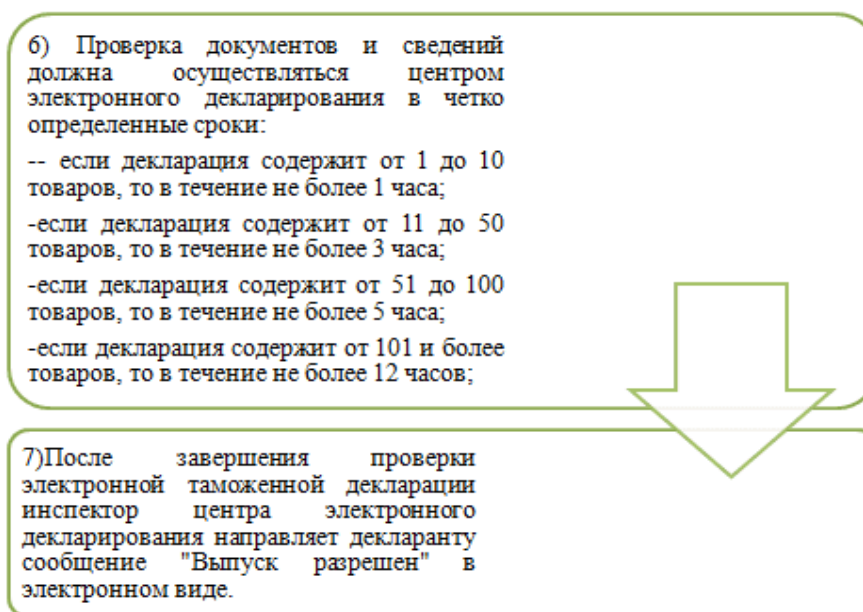 6) Проверка документов и сведений
должна осуществляться центром
электронного декларирования в четко
определенные сроки:
-- если декларация содержит от 1 до 10
товаров, то в течение не более 1 часа;
-если декларация содержит от 11 до 50
товаров, то в течение не более 3 часа;
-если декларация содержит от 51 до 100
товаров, то в течение не более 5 часа;
-если декларация содержит от 101 и более
товаров, то в течение не более 12 часов;
7)После завершения проверки
электронной таможенной декларации
инспектор центра электронного
декларирования направляет декларанту
сообщение "Выпуск разрешен" в
электронном виде.